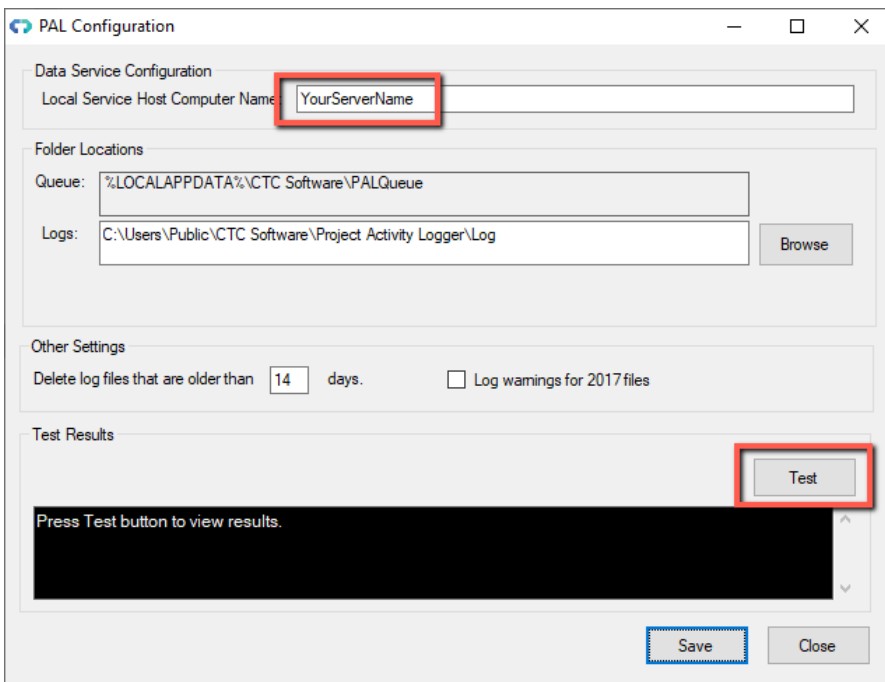 PAL Configuration
Data Service Configuration
Local Service Host Computer Name: YourServerName
Folder Locations
Queue: %LOCALAPPDATA%\CTC Software\PALQueue
Logs: C:\Users\Public\CTC Software\Project Activity Logger\Log
Browse
Other Settings
Delete log files that are older than 14 days. Log warnings for 2017 files
Test Results
Test
Press Test button to view results.
Save Close